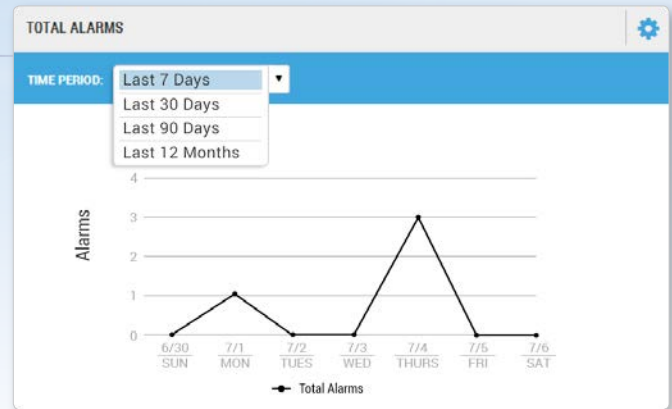 TOTAL ALARMS
TIME PERIOD: Last 7 Days
Last 30 Days
Last 90 Days
Last 12 Months
4
3
2
1
0
Alarms
6/30 7/1 7/2 7/3 7/4 7/5 7/6
SUN MON TUES WED THURS FRI SAT
Total Alarms